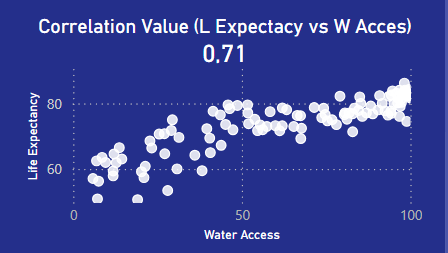 Correlation Value (L Expectacy vs W Acces)
0,71
80
60
Life Expectancy
0
50
100
Water Access